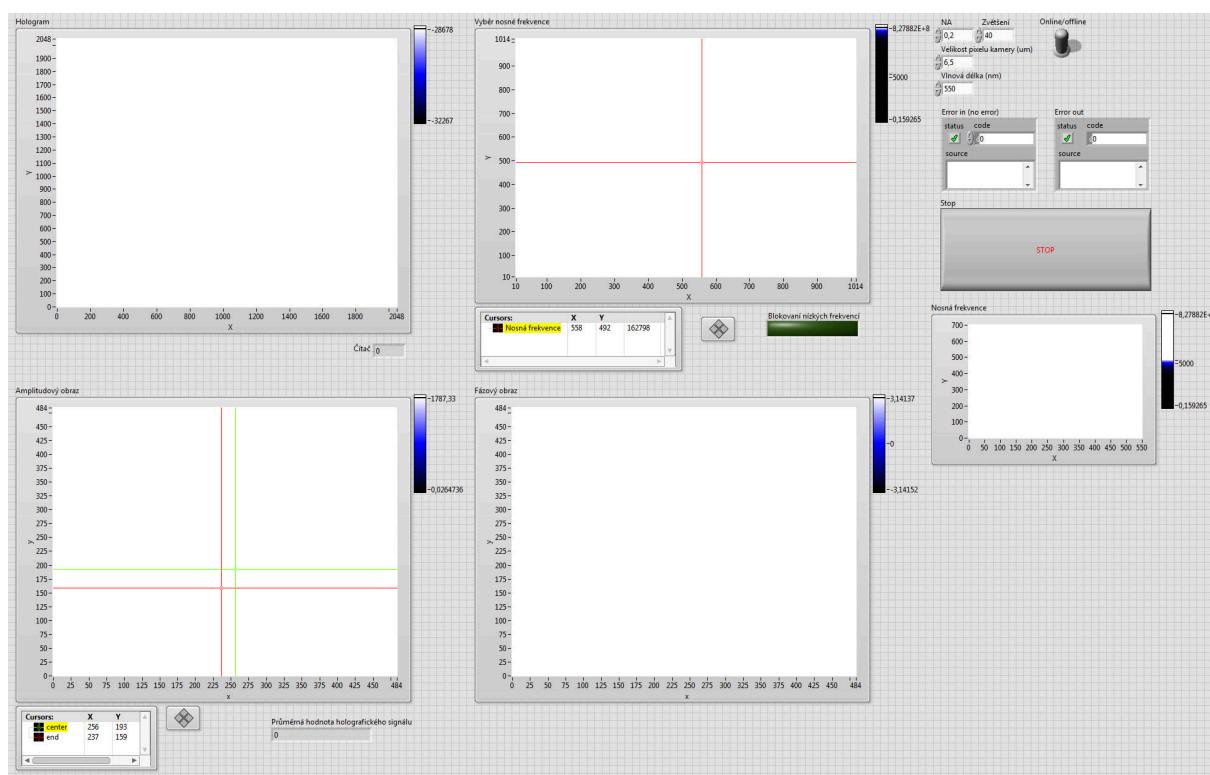 Hologram
2048
1900
1800
1700
1600
1500
1400
1300
1200
1100
1000
900
800
700
600
500
400
300
200
100
0
Y
0 200 400 600 800 1000 1200 1400 1600 1800 2048
X
-28678
-32267
Čítač 0
Vyběr nosné frekvence
1014
900
800
700
600
500
400
300
200
100
10
Y
10 100 200 300 400 500 600 700 800 900 1014
X
8,27882E+8
5000
0,159265
Cursors: X Y
Nosná frekvence 558 492 162798
Blokovaní nízkých frekvencí
NA Zvětšení Online/offline
0,2 40
Velikost pixelu kamery (um)
6,5
Vlnová délka (nm)
550
Error in (no error) Error out
status code status code
0 0
source source
Stop
STOP
Nosná frekvence
700
600
500
400
300
200
100
0
Y
0 50 100 150 200 250 300 350 400 450 500 550
X
8,27882E+
5000
0,159265
Amplitudový obraz
484
450
425
400
375
350
325
300
275
250
225
200
175
150
125
100
75
50
25
0
y
0 25 50 75 100 125 150 175 200 225 250 275 300 325 350 375 400 425 450 484
x
1787,33
0,0264736
Cursors: X Y
center 256 193
end 237 159
Průměrná hodnota holografického signálu
0
Fázový obraz
484
450
425
400
375
350
325
300
275
250
225
200
175
150
125
100
75
50
25
0
y
0 25 50 75 100 125 150 175 200 225 250 275 300 325 350 375 400 425 450 484
x
3,14137
0
-3,14152